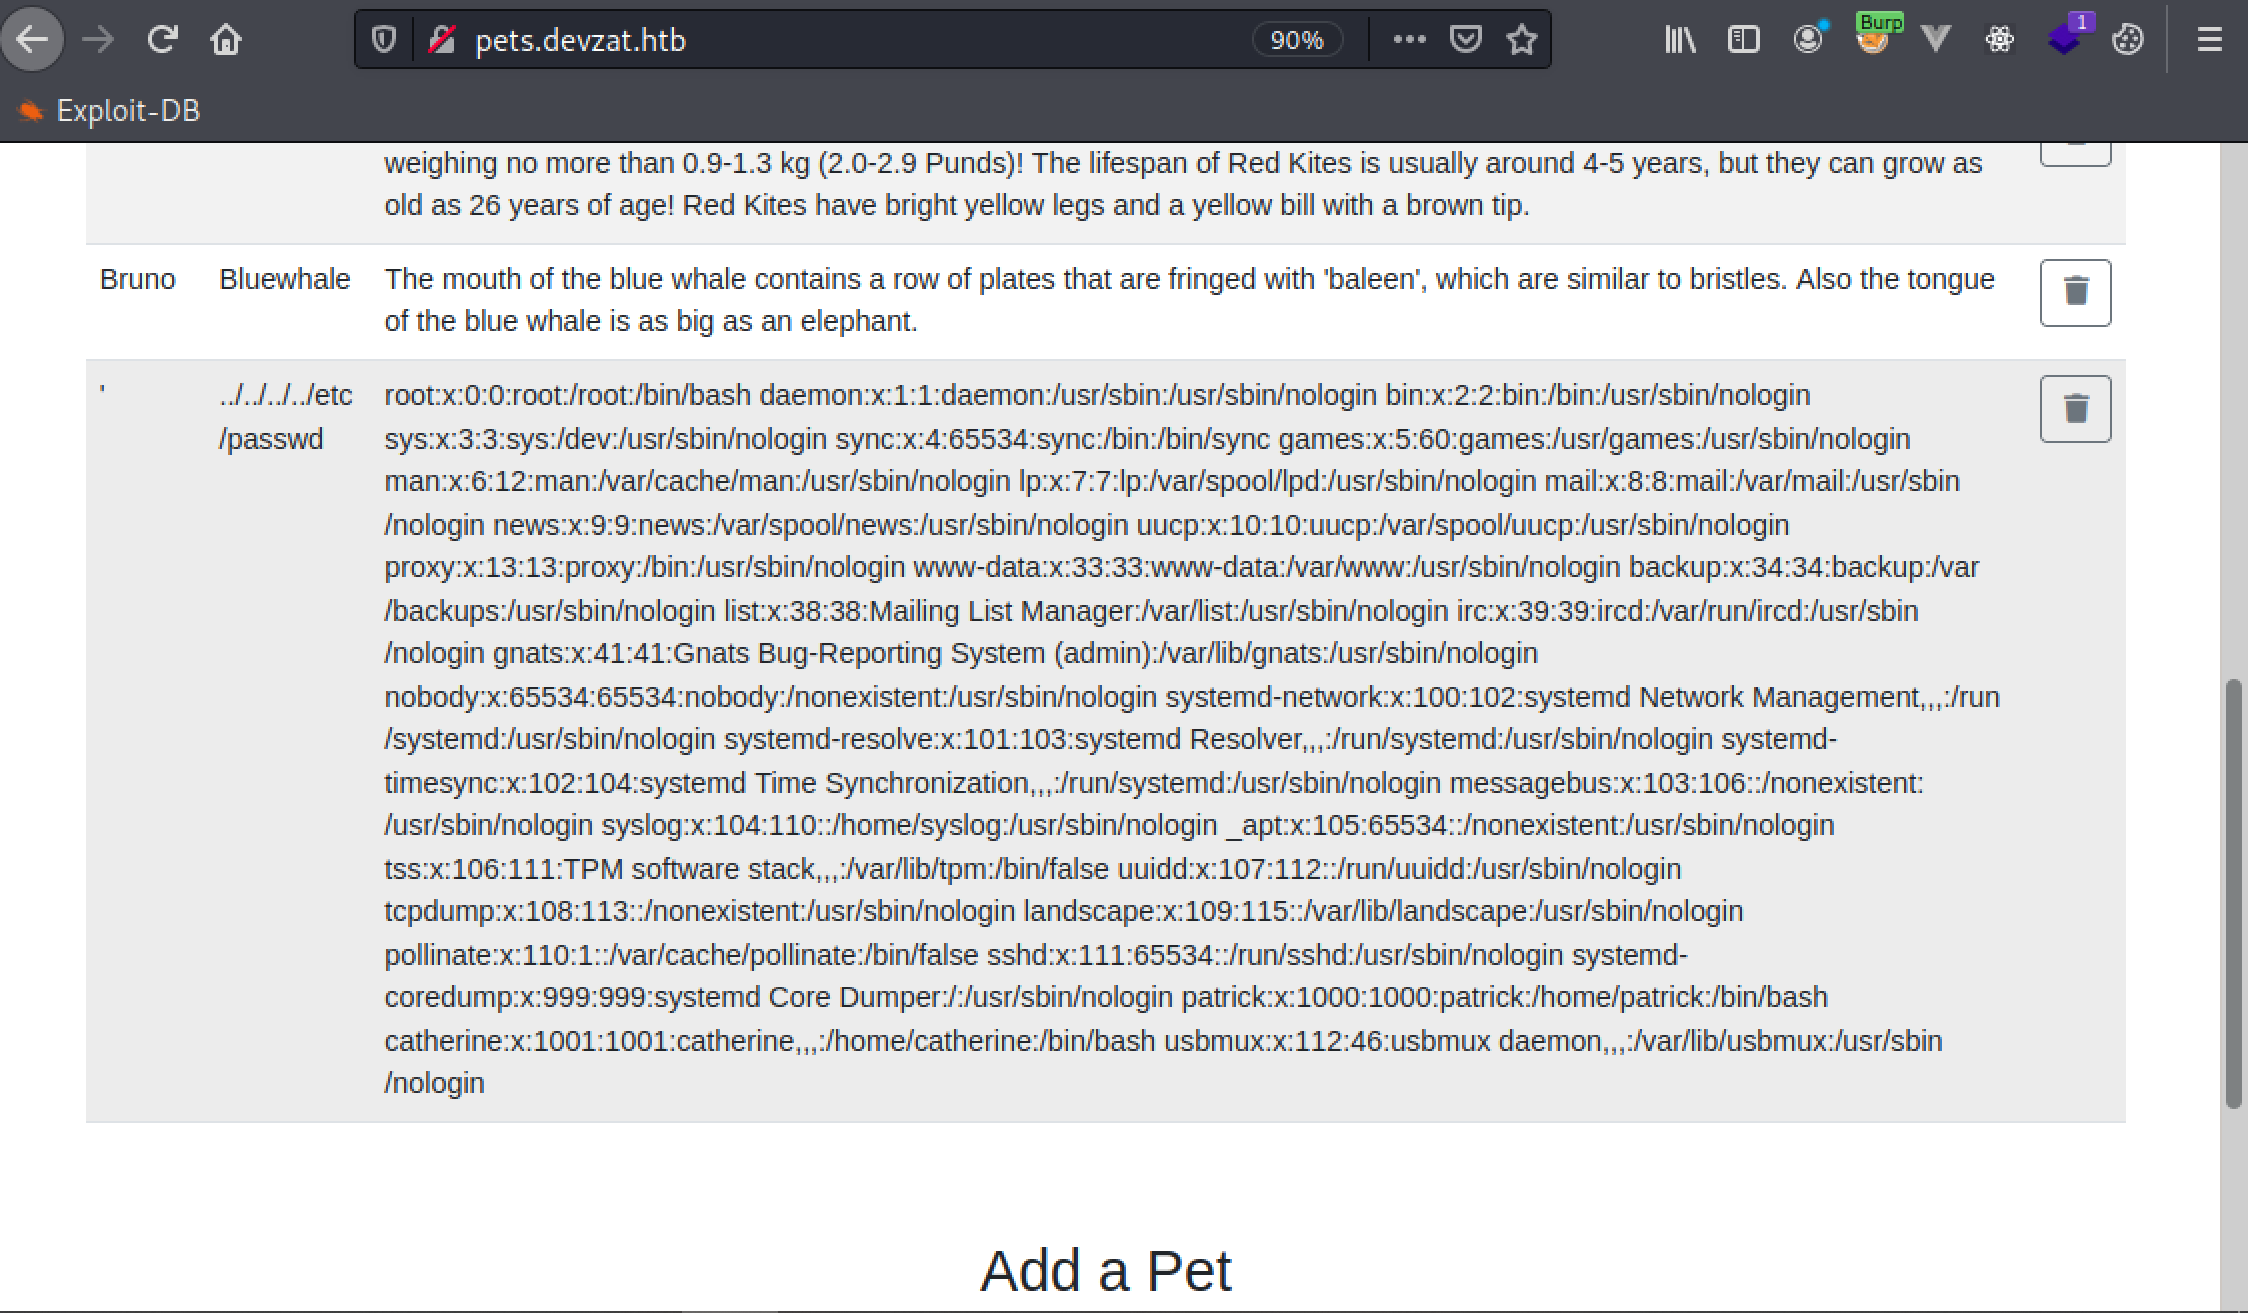 pets.devzat.htb
90%
Burp
1
Exploit-DB
weighing no more than 0.9-1.3 kg (2.0-2.9 Punds)! The lifespan of Red Kites is usually around 4-5 years, but they can grow as
old as 26 years of age! Red Kites have bright yellow legs and a yellow bill with a brown tip.
Bruno Bluewhale The mouth of the blue whale contains a row of plates that are fringed with 'baleen', which are similar to bristles. Also the tongue
of the blue whale is as big as an elephant.
' ../../../../etc root:x:0:0:root:/root:/bin/bash daemon:x:1:1:daemon:/usr/sbin:/usr/sbin/nologin bin:x:2:2:bin:/bin:/usr/sbin/nologin
/passwd sys:x:3:3:sys:/dev:/usr/sbin/nologin sync:x:4:65534:sync:/bin:/bin/sync games:x:5:60:games:/usr/games:/usr/sbin/nologin
man:x:6:12:man:/var/cache/man:/usr/sbin/nologin lp:x:7:7:lp:/var/spool/lpd:/usr/sbin/nologin mail:x:8:8:mail:/var/mail:/usr/sbin
/nologin news:x:9:9:news:/var/spool/news:/usr/sbin/nologin uucp:x:10:10:uucp:/var/spool/uucp:/usr/sbin/nologin
proxy:x:13:13:proxy:/bin:/usr/sbin/nologin www-data:x:33:33:www-data:/var/www:/usr/sbin/nologin backup:x:34:34:backup:/var
/backups:/usr/sbin/nologin list:x:38:38:Mailing List Manager:/var/list:/usr/sbin/nologin irc:x:39:39:ircd:/var/run/ircd:/usr/sbin
/nologin gnats:x:41:41:Gnats Bug-Reporting System (admin):/var/lib/gnats:/usr/sbin/nologin
nobody:x:65534:65534:nobody:/nonexistent:/usr/sbin/nologin systemd-network:x:100:102:systemd Network Management,,,:/run
/systemd:/usr/sbin/nologin systemd-resolve:x:101:103:systemd Resolver,,,:/run/systemd:/usr/sbin/nologin systemd-
timesync:x:102:104:systemd Time Synchronization,,,:/run/systemd:/usr/sbin/nologin messagebus:x:103:106::/nonexistent:
/usr/sbin/nologin syslog:x:104:110::/home/syslog:/usr/sbin/nologin _apt:x:105:65534::/nonexistent:/usr/sbin/nologin
tss:x:106:111:TPM software stack,,,:/var/lib/tpm:/bin/false uuidd:x:107:112::/run/uuidd:/usr/sbin/nologin
tcpdump:x:108:113::/nonexistent:/usr/sbin/nologin landscape:x:109:115::/var/lib/landscape:/usr/sbin/nologin
pollinate:x:110:1::/var/cache/pollinate:/bin/false sshd:x:111:65534::/run/sshd:/usr/sbin/nologin systemd-
coredump:x:999:999:systemd Core Dumper:/:/usr/sbin/nologin patrick:x:1000:1000:patrick:/home/patrick:/bin/bash
catherine:x:1001:1001:catherine,,,:/home/catherine:/bin/bash usbmux:x:112:46:usbmux daemon,,,:/var/lib/usbmux:/usr/sbin
/nologin
Add a Pet